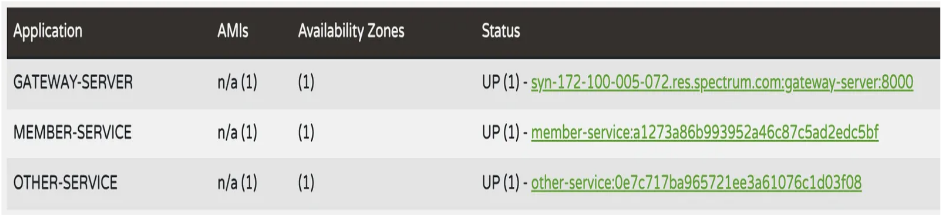 Application AMIs Availability Zones Status
GATEWAY-SERVER n/a (1) (1) UP (1) - syn-172-100-005-072.res.spectrum.com:gateway-server:8000
MEMBER-SERVICE n/a (1) (1) UP (1) - member-service:a1273a86b993952a46c87c5ad2edc5bf
OTHER-SERVICE n/a (1) (1) UP (1) - other-service:0e7c717ba965721ee3a61076c1d03f08